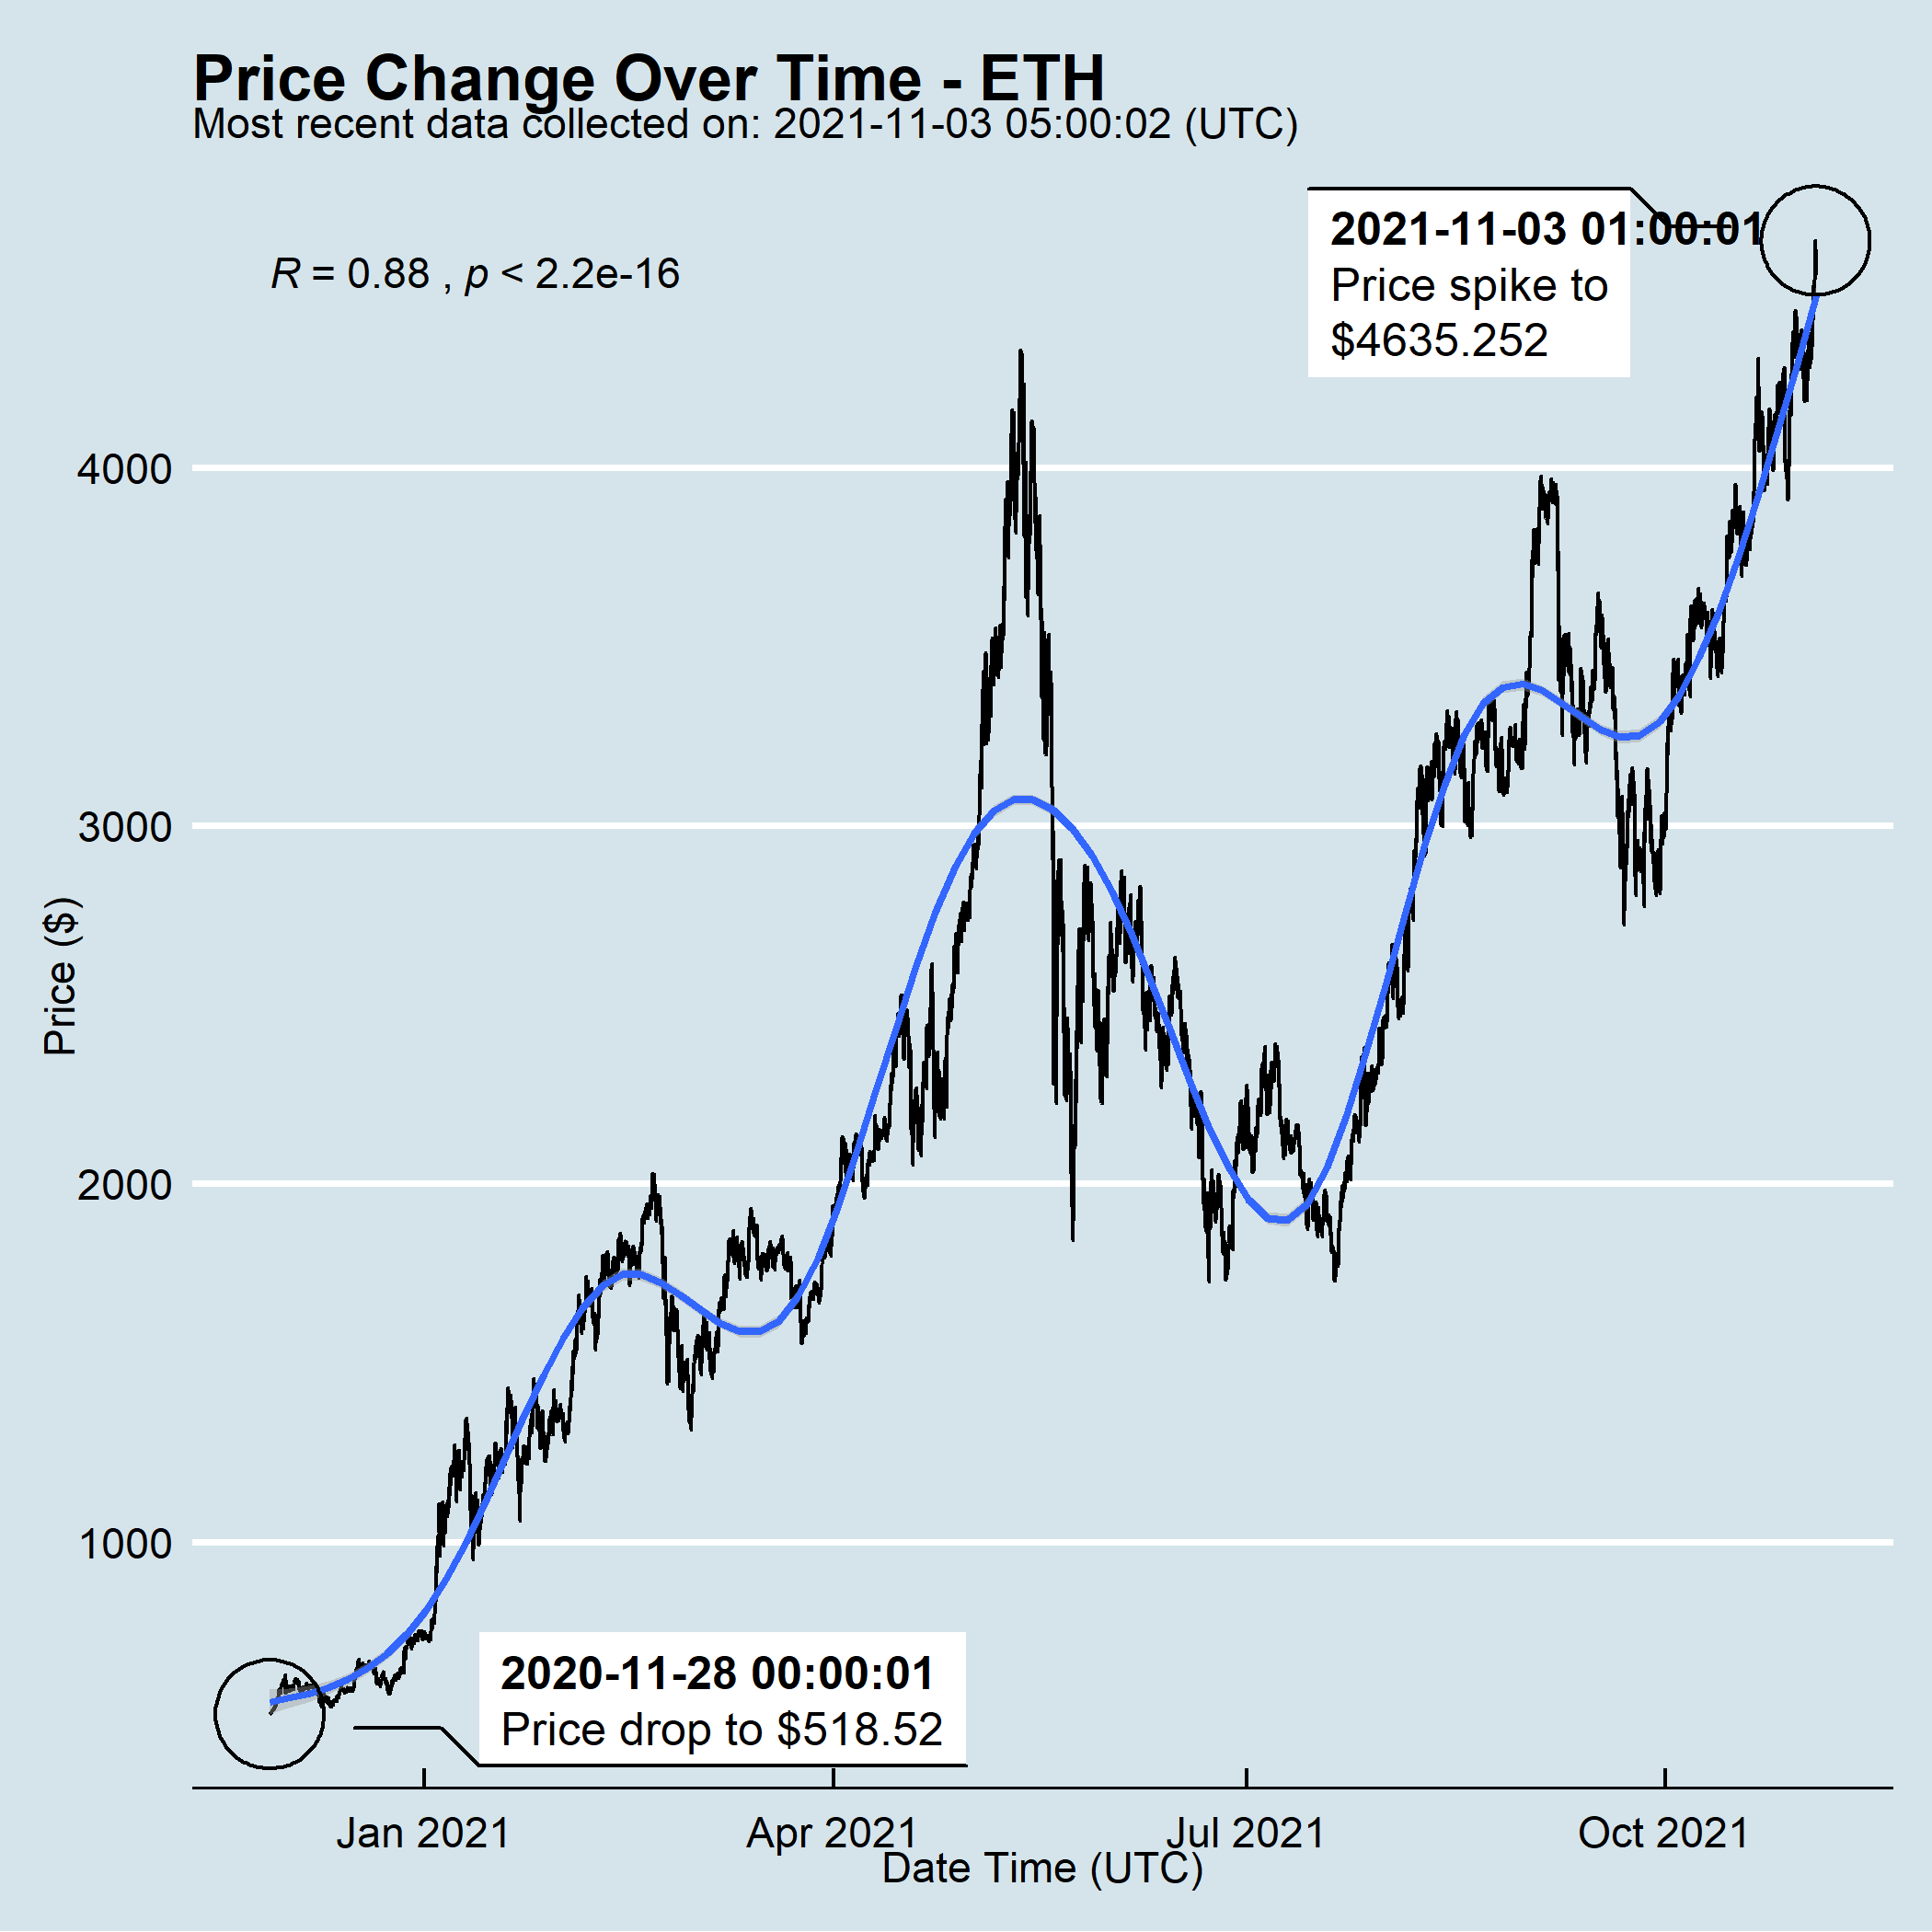 Price Change Over Time - ETH
Most recent data collected on: 2021-11-03 05:00:02 (UTC)
2021-11-03 01:00:01
Price spike to
$4635.252
R = 0.88 , p < 2.2e-16
4000
3000
2000
1000
Price ($)
2020-11-28 00:00:01
Price drop to $518.52
Jan 2021
Apr 2021
Jul 2021
Oct 2021
Date Time (UTC)